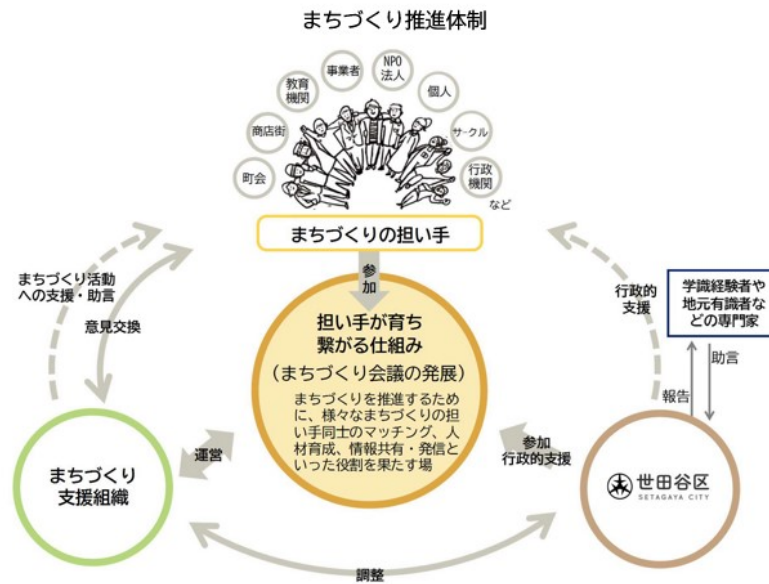 まちづくり推進体制
町会
商店街
教育
機関
事業者
NPO
法人
個人
サークル
行政
機関
など
まちづくりの担い手
参加
まちづくり活動
への支援・助言
意見交換
行政的
支援
学識経験者や
地元有識者な
どの専門家
報告
助言
担い手が育ち
繋がる仕組み
(まちづくり会議の発展)
まちづくりを推進するため
に、様々なまちづくりの担
い手同士のマッチング、人
材育成、情報共有・発信と
いった役割を果たす場
運営
参加
行政的支援
まちづくり
支援組織
世田谷区
SETAGAYA CITY
調整